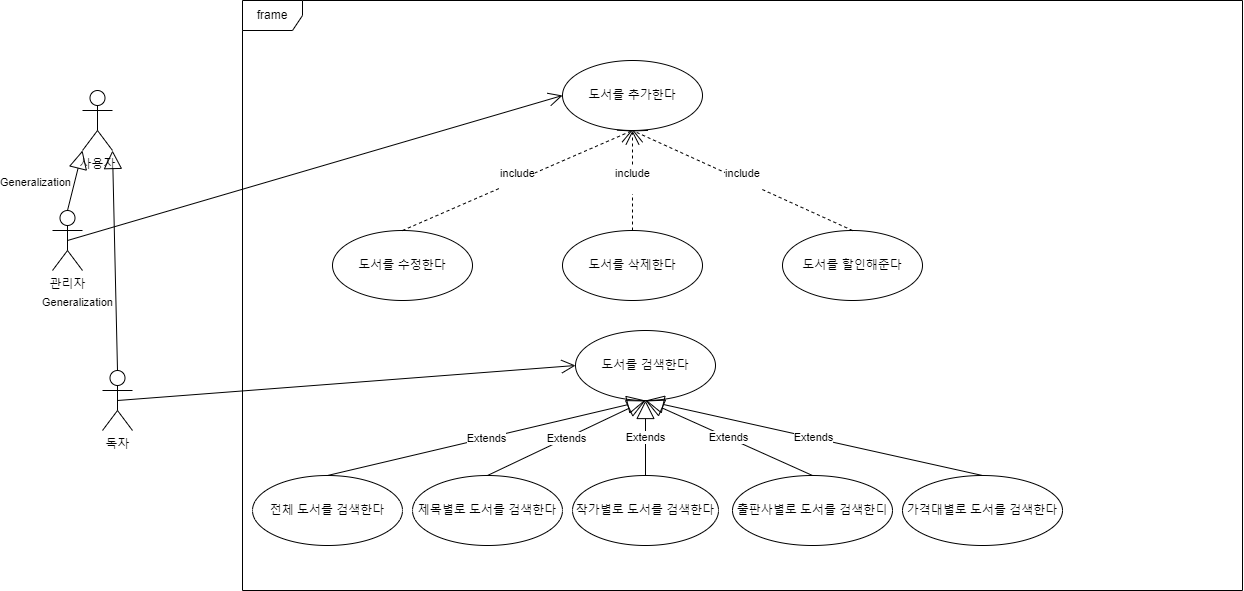 frame
도서를 추가한다
사용자
include
include
include
Generalization
도서를 수정한다
도서를 삭제한다
도서를 할인해준다
관리자
Generalization
도서를 검색한다
독자
Extends
Extends
Extends
Extends
Extends
전체 도서를 검색한다
제목별로 도서를 검색한다
작가별로 도서를 검색한다
출판사별로 도서를 검색한디
가격대별로 도서를 검색한다